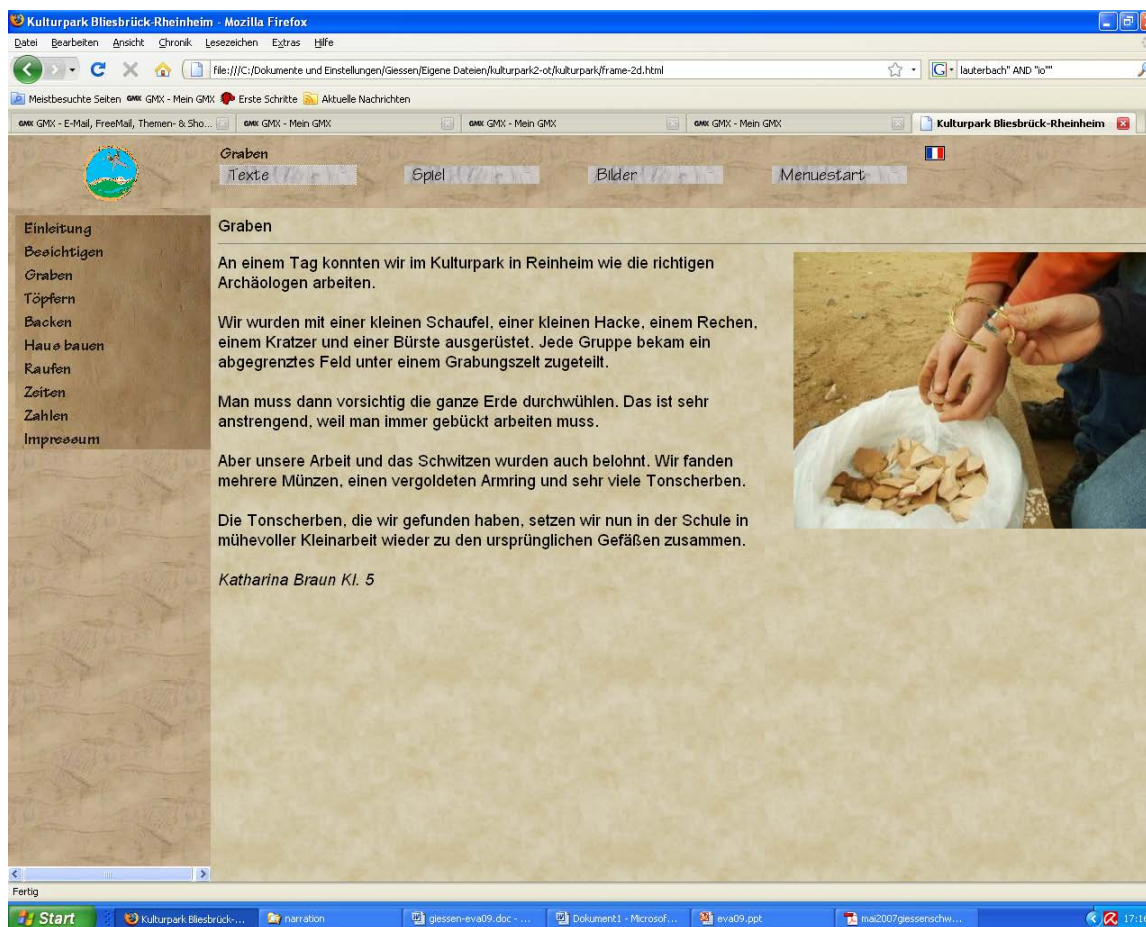 Kulturpark Bliesbrück-Rheinheim - Mozilla Firefox
Datei Bearbeiten Ansicht Chronik Lesezeichen Extras Hilfe
file:///C:/Dokumente und Einstellungen/Giessen/Eigene Dateien/kulturpark2-ot/kulturpark/frame-2d.html
lauterbach" AND "io""
Meistbesuchte Seiten GMX GMX - Mein GMX Erste Schritte Aktuelle Nachrichten
GMX GMX - E-Mail, FreeMail, Themen- & Sho... GMX GMX - Mein GMX GMX GMX - Mein GMX GMX GMX - Mein GMX Kulturpark Bliesbrück-Rheinheim
Graben
Texte Spiel Bilder Menuestart
Einleitung
Besichtigen
Graben
Töpfern
Backen
Haus bauen
Raufen
Zeiten
Zahlen
Impressum
Graben
An einem Tag konnten wir im Kulturpark in Reinheim wie die richtigen
Archäologen arbeiten.
Wir wurden mit einer kleinen Schaufel, einer kleinen Hacke, einem Rechen,
einem Kratzer und einer Bürste ausgerüstet. Jede Gruppe bekam ein
abgegrenztes Feld unter einem Grabungszelt zugeteilt.
Man muss dann vorsichtig die ganze Erde durchwühlen. Das ist sehr
anstrengend, weil man immer gebückt arbeiten muss.
Aber unsere Arbeit und das Schwitzen wurden auch belohnt. Wir fanden
mehrere Münzen, einen vergoldeten Armring und sehr viele Tonscherben.
Die Tonscherben, die wir gefunden haben, setzen wir nun in der Schule in
mühevoller Kleinarbeit wieder zu den ursprünglichen Gefäßen zusammen.
Katharina Braun Kl. 5
Fertig
Start Kulturpark Bliesbrück-... narration giessen-eva09.doc - ... Dokument1 - Microsof... eva09.ppt mai2007giessenschw... 17:16